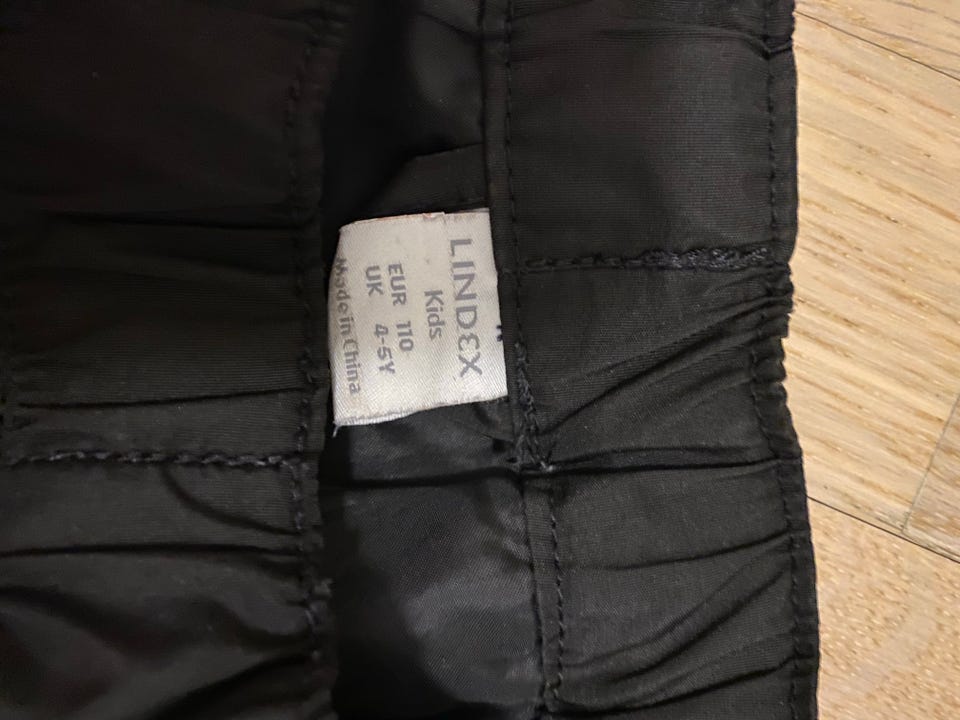 LINDEX
Kids
EUR 110
UK 4-5Y
Made in China